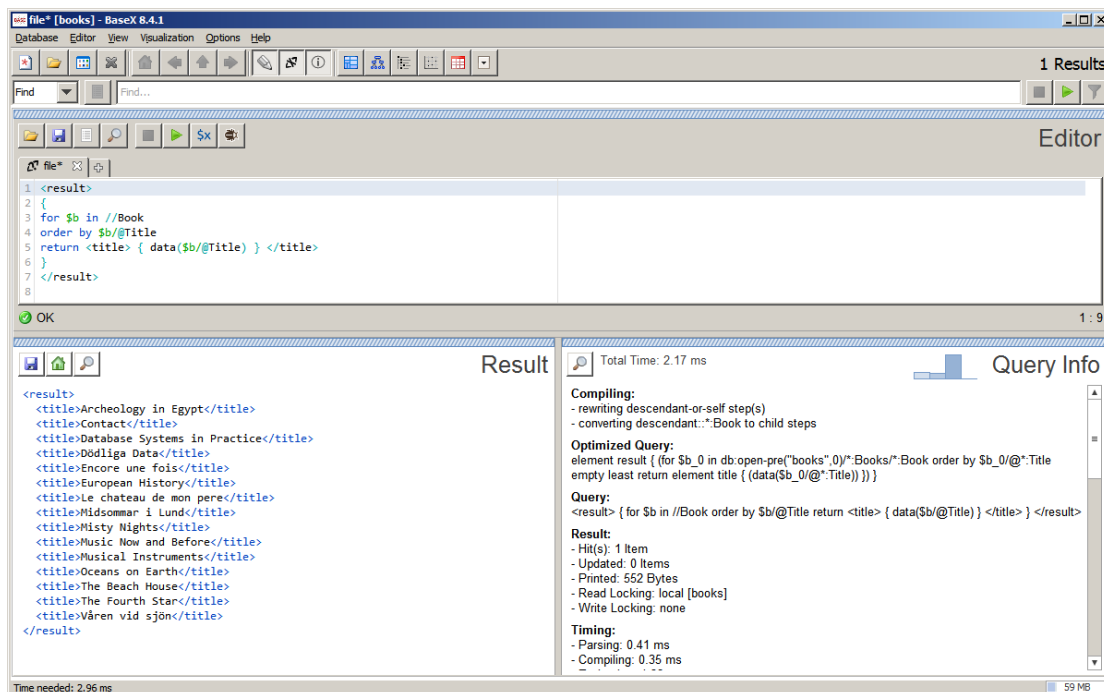 file* [books] - BaseX 8.4.1
Database Editor View Visualization Options Help
1 Results
Find Find...
Editor
file*
1 <result>
2 {
3 for $b in //Book
4 order by $b/@Title
5 return <title> { data($b/@Title) } </title>
6 }
7 </result>
8
OK 1 : 9
Result
<result>
<title>Archeology in Egypt</title>
<title>Contact</title>
<title>Database Systems in Practice</title>
<title>Dödliga Data</title>
<title>Encore une fois</title>
<title>European History</title>
<title>Le chateau de mon pere</title>
<title>Midsommar i Lund</title>
<title>Misty Nights</title>
<title>Music Now and Before</title>
<title>Musical Instruments</title>
<title>Oceans on Earth</title>
<title>The Beach House</title>
<title>The Fourth Star</title>
<title>Våren vid sjön</title>
</result>
Total Time: 2.17 ms Query Info
Compiling:
- rewriting descendant-or-self step(s)
- converting descendant::*:Book to child steps
Optimized Query:
element result { (for $b_0 in db:open-pre("books",0)/*:Books/*:Book order by $b_0/@*:Title
empty least return element title { (data($b_0/@*:Title)) }) }
Query:
<result> { for $b in //Book order by $b/@Title return <title> { data($b/@Title) } </title> } </result>
Result:
- Hit(s): 1 Item
- Updated: 0 Items
- Printed: 552 Bytes
- Read Locking: local [books]
- Write Locking: none
Timing:
- Parsing: 0.41 ms
- Compiling: 0.35 ms
Time needed: 2.96 ms 59 MB